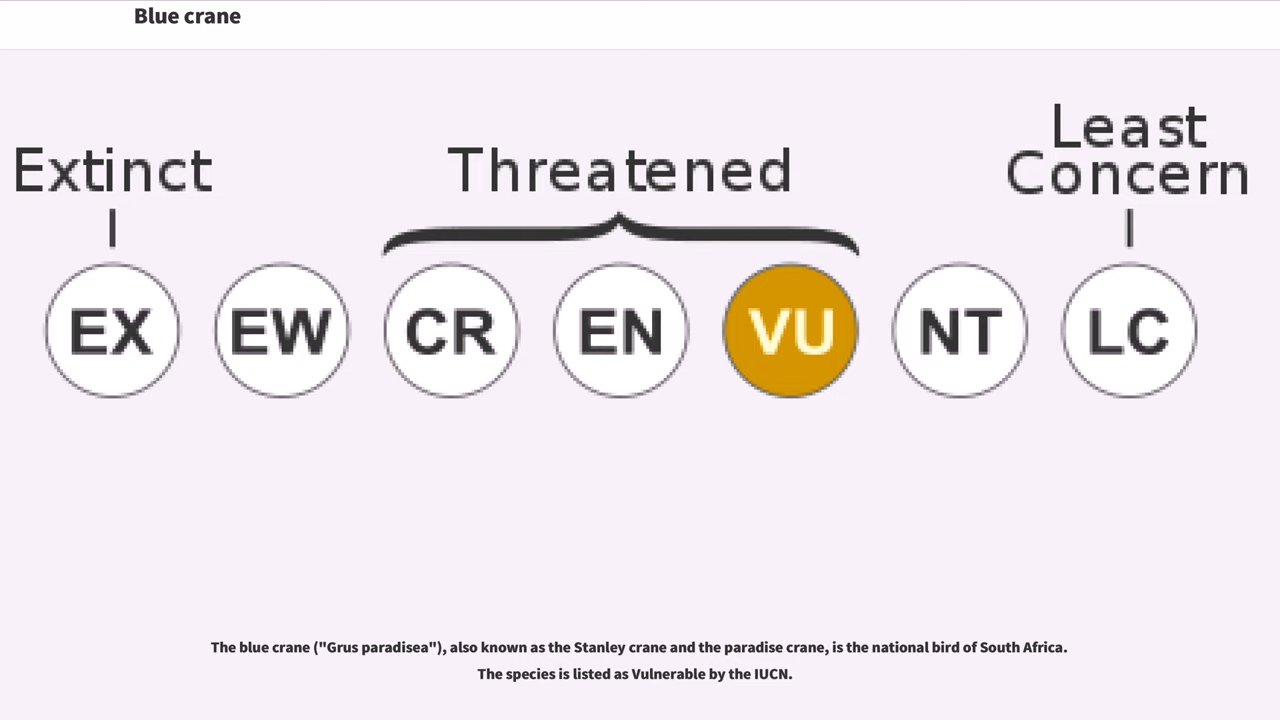 Blue crane
Extinct
Threatened
Least
Concern
EX EW CR EN VU NT LC
The blue crane ("Grus paradisea"), also known as the Stanley crane and the paradise crane, is the national bird of South Africa.
The species is listed as Vulnerable by the IUCN.